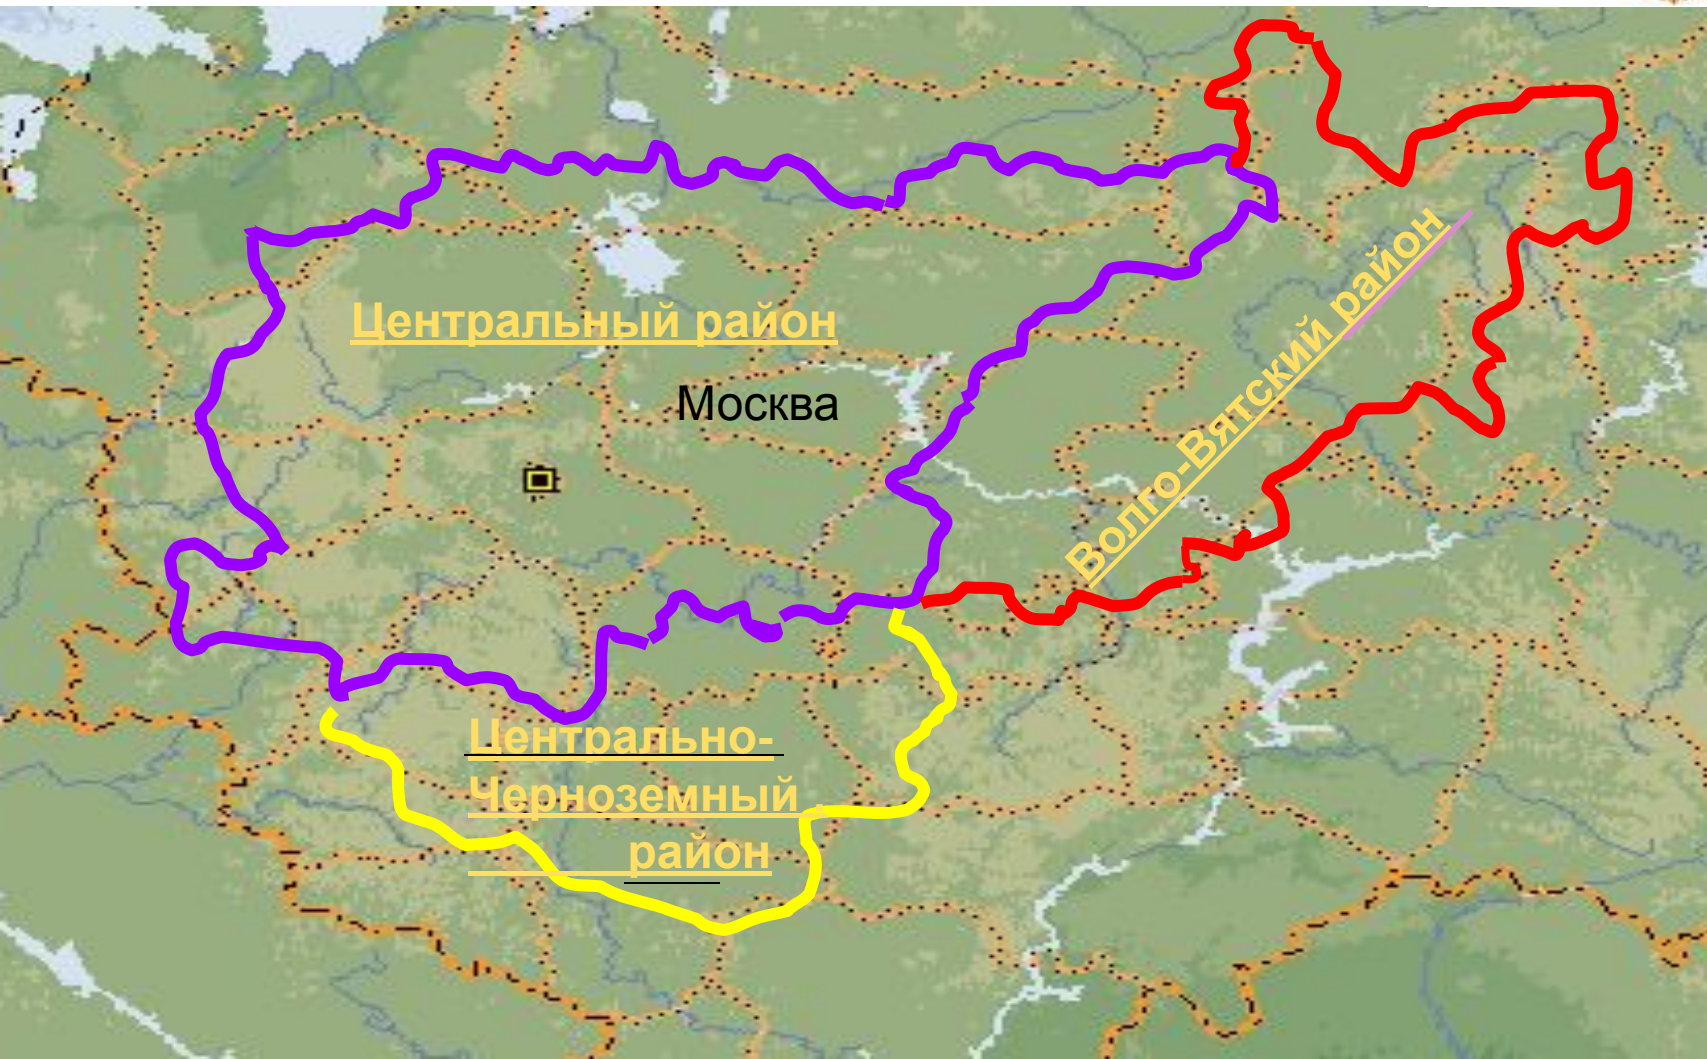 Центральный район
Москва
Волго-Вятский район
Центрально-
Черноземный
район